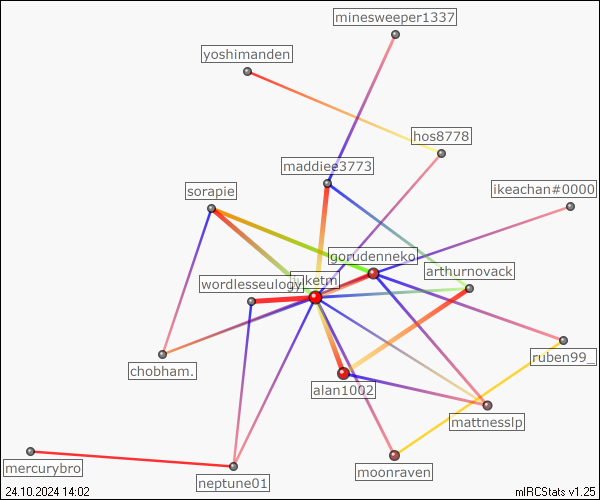 minesweeper1337
yoshimanden
hos8778
maddiee3773
sorapie
ikeachan#0000
gorudenneko
arthurnovack
wordlesseulogy
ruben99_
chobham.
alan1002
mattnesslp
mercurybro
moonraven
neptune01
24.10.2024 14:02
mIRCStats v1.25